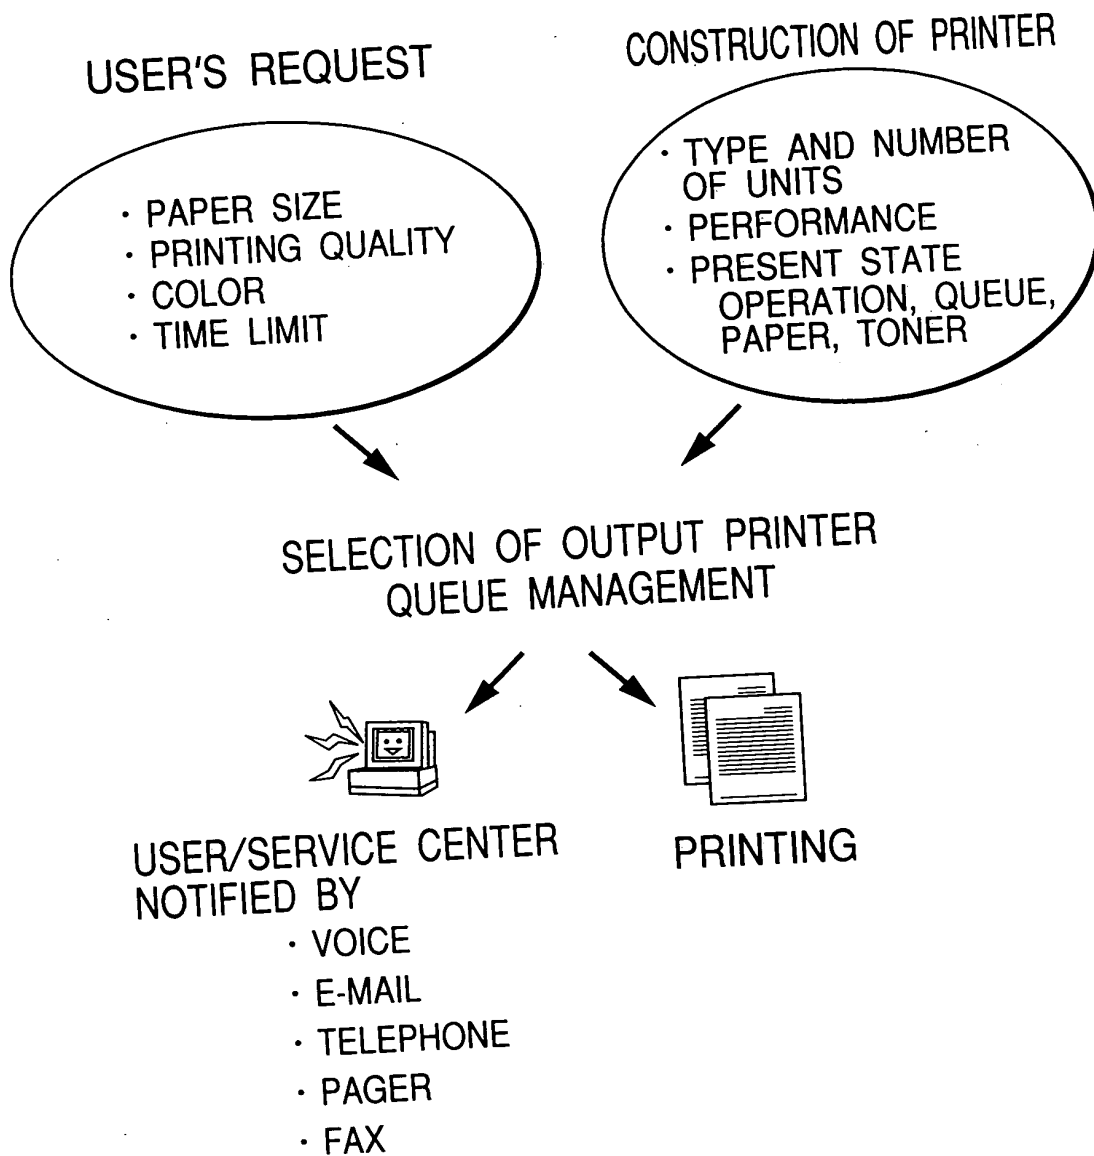 USER'S REQUEST
· PAPER SIZE
· PRINTING QUALITY
· COLOR
· TIME LIMIT
CONSTRUCTION OF PRINTER
· TYPE AND NUMBER
OF UNITS
· PERFORMANCE
· PRESENT STATE
OPERATION, QUEUE,
PAPER, TONER
SELECTION OF OUTPUT PRINTER
QUEUE MANAGEMENT
USER/SERVICE CENTER
NOTIFIED BY
· VOICE
· E-MAIL
· TELEPHONE
· PAGER
· FAX
PRINTING